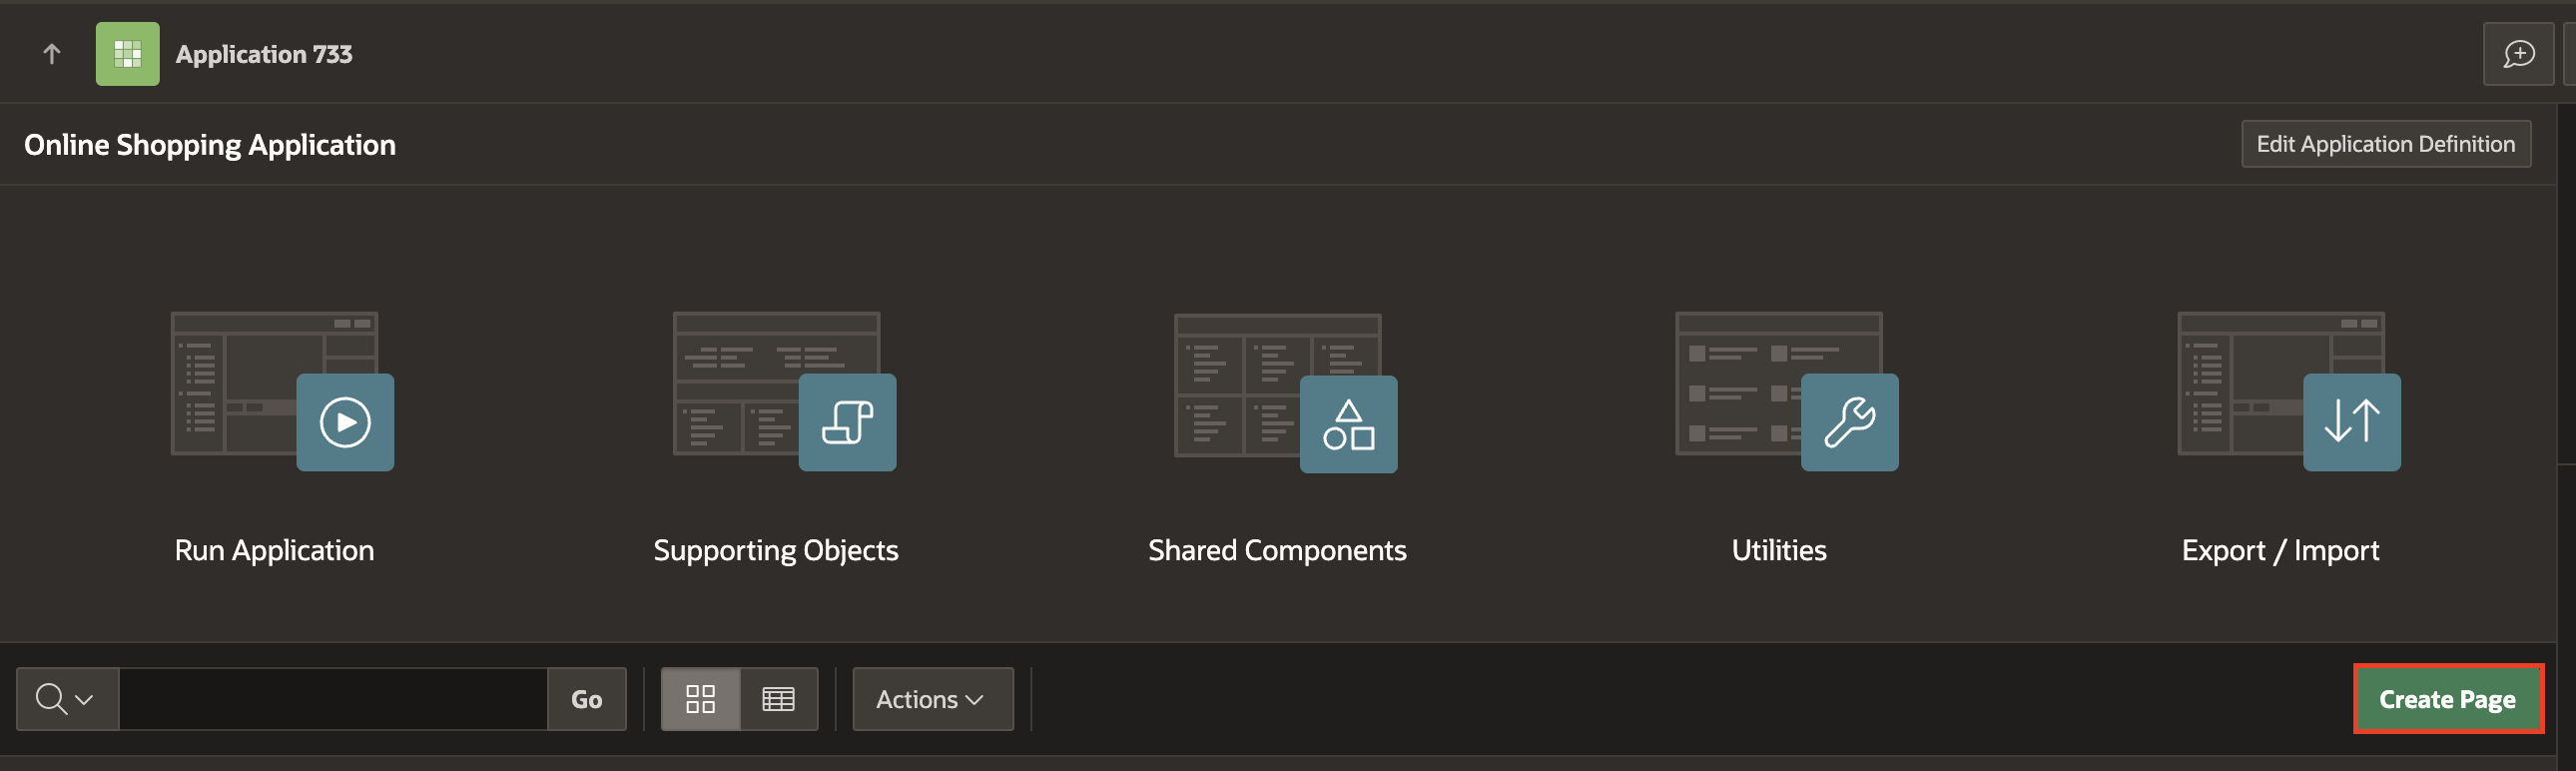 Application 733
Online Shopping Application
Edit Application Definition
Run Application
Supporting Objects
Shared Components
Utilities
Export / Import
Go
Actions
Create Page